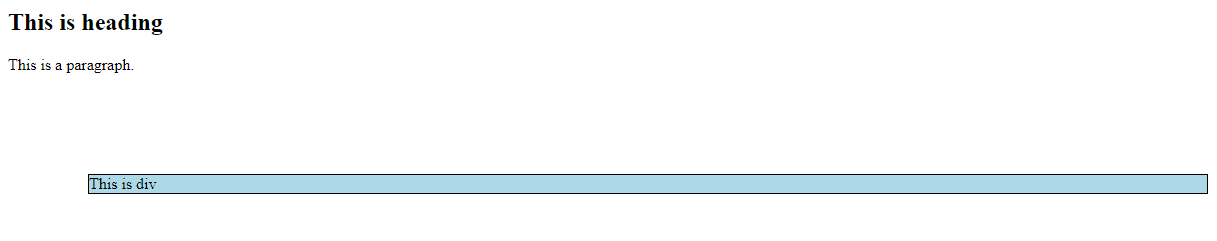 This is heading
This is a paragraph.
This is div